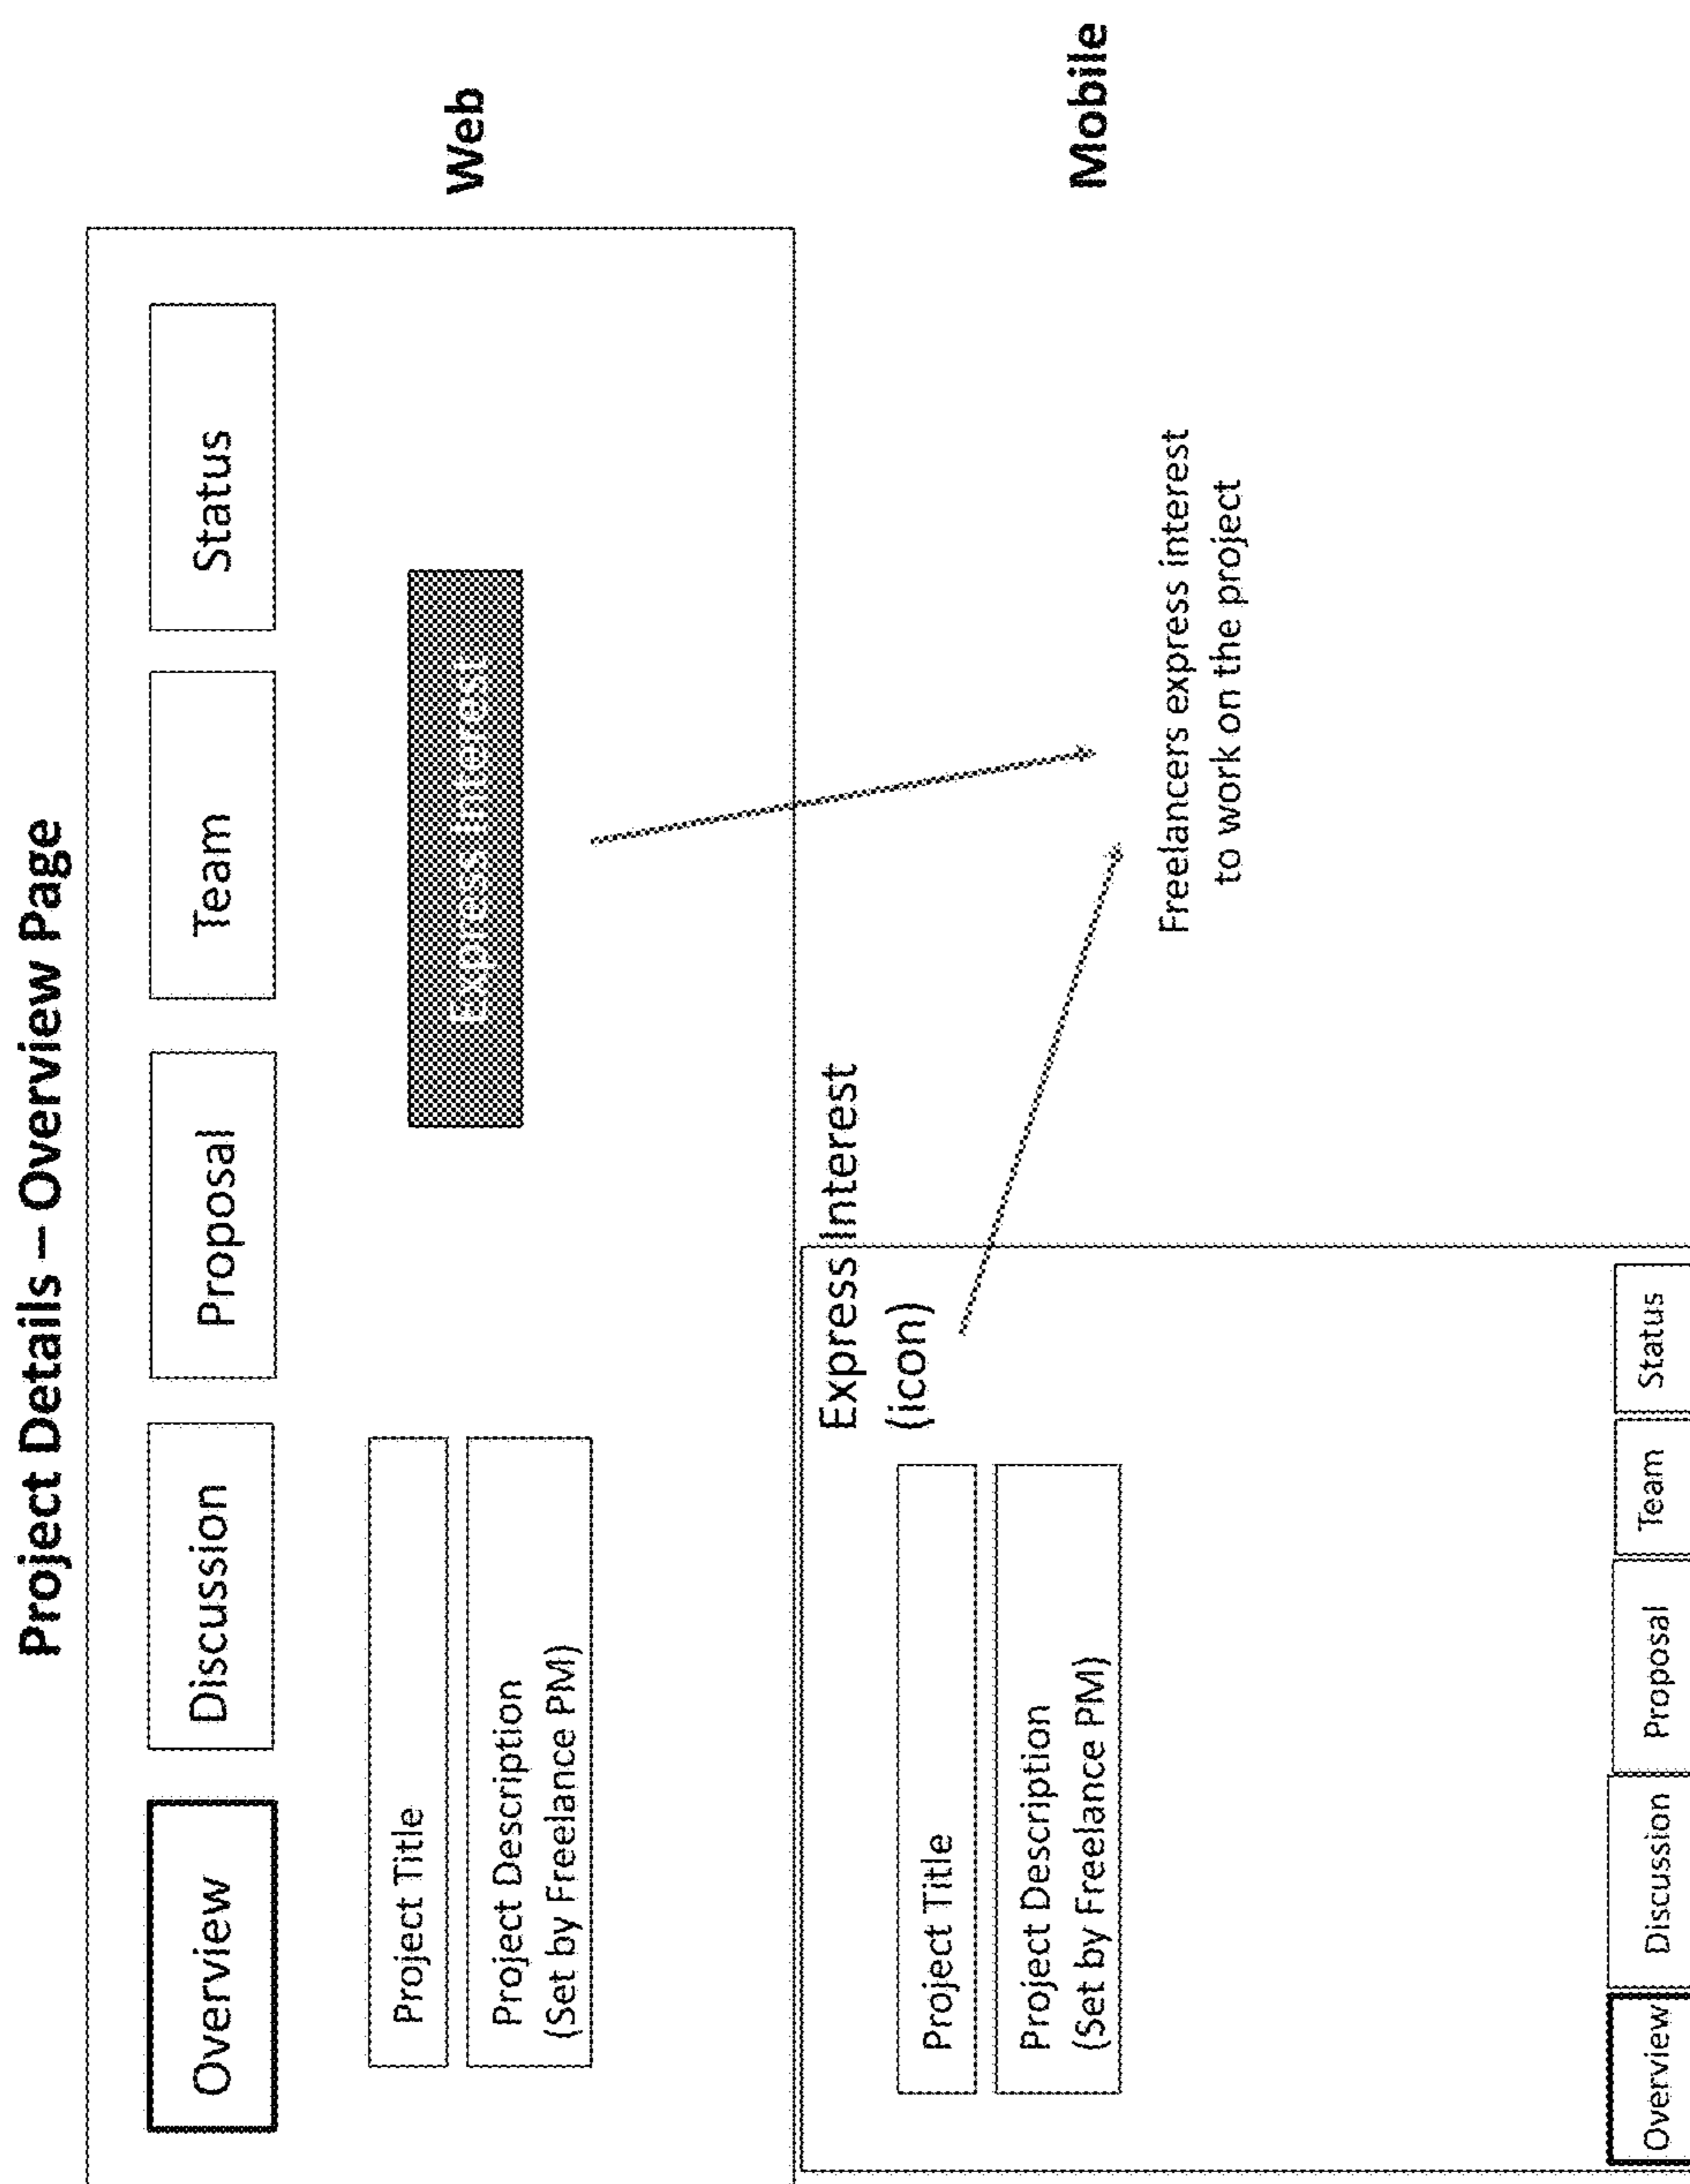 Project Details – Overview Page
Overview
Discussion
Proposal
Team
Status
Web
Project Title
Project Description
(Set by Freelance PM)
Express Interest
Express Interest
(icon)
Mobile
Project Title
Project Description
(Set by Freelance PM)
Freelancers express interest
to work on the project
Overview
Discussion
Proposal
Team
Status